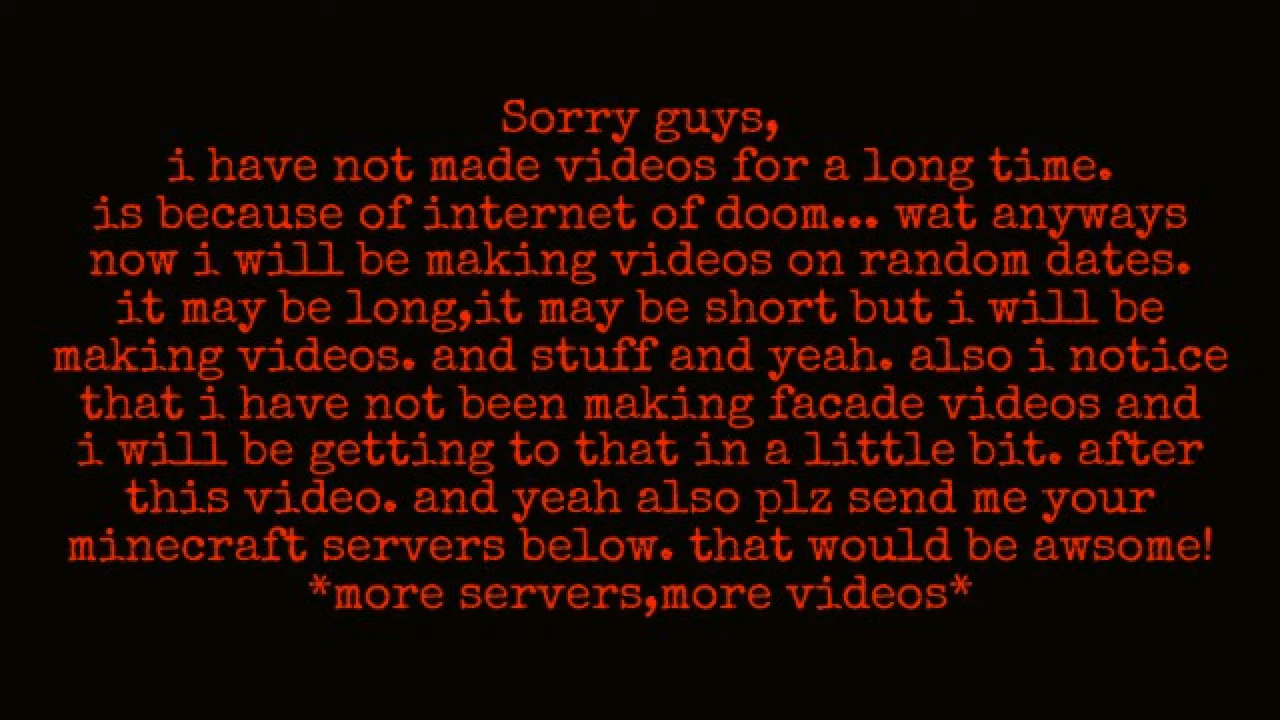 Sorry guys,
i have not made videos for a long time.
is because of internet of doom... wat anyways
now i will be making videos on random dates.
it may be long,it may be short but i will be
making videos. and stuff and yeah. also i notice
that i have not been making facade videos and
i will be getting to that in a little bit. after
this video. and yeah also plz send me your
minecraft servers below. that would be awsome!
*more servers,more videos*